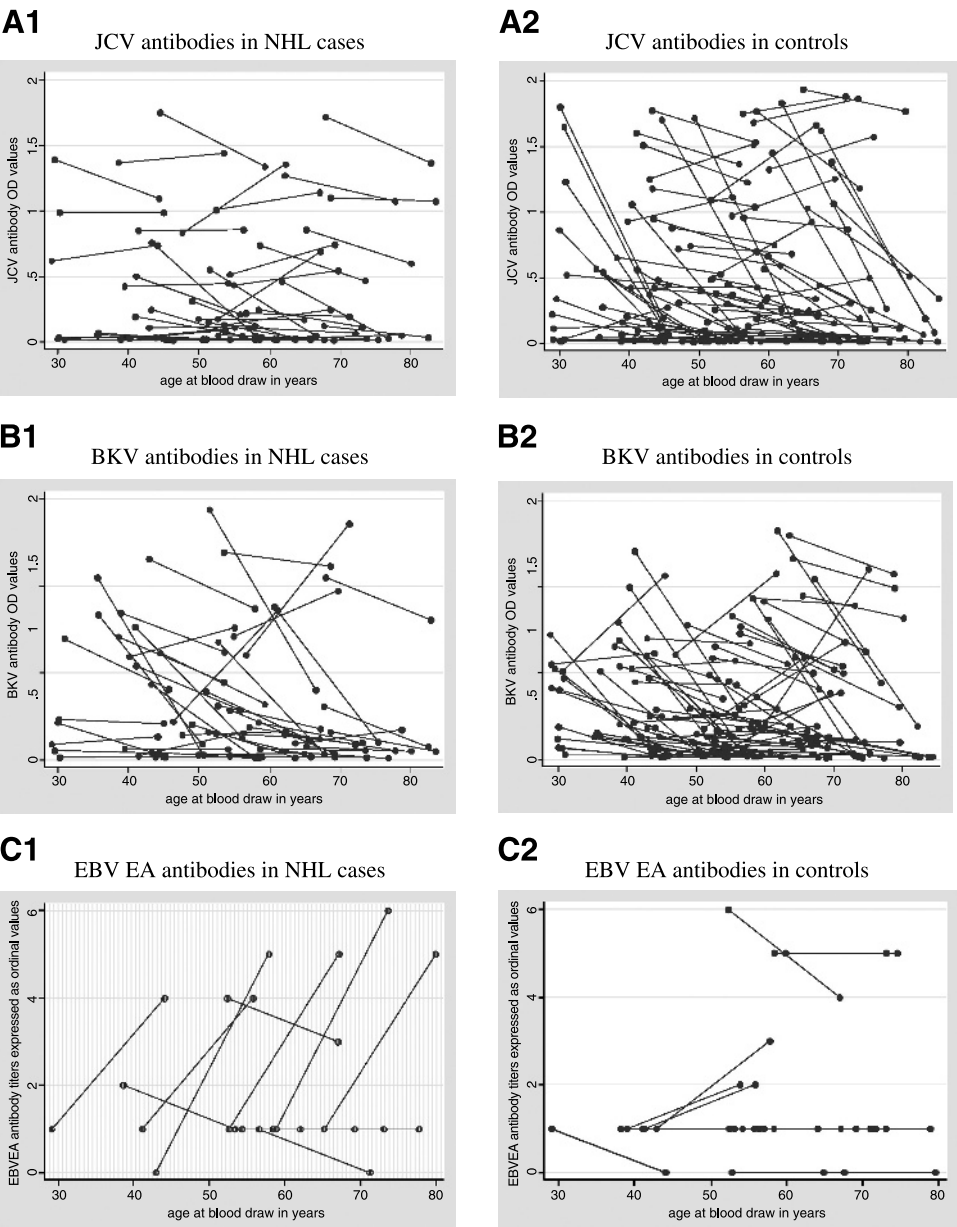 A1
JCV antibodies in NHL cases
JCV antibody OD values
2
1.5
1
.5
0
30 40 50 60 70 80
age at blood draw in years
A2
JCV antibodies in controls
JCV antibody OD values
2
1.5
1
.5
0
30 40 50 60 70 80
age at blood draw in years
B1
BKV antibodies in NHL cases
BKV antibody OD values
2
1.5
1
.5
0
30 40 50 60 70 80
age at blood draw in years
B2
BKV antibodies in controls
BKV antibody OD values
2
1.5
1
.5
0
30 40 50 60 70 80
age at blood draw in years
C1
EBV EA antibodies in NHL cases
EBVEA antibody titers expressed as ordinal values
6
4
2
0
30 40 50 60 70 80
age at blood draw in years
C2
EBV EA antibodies in controls
EBVEA antibody titers expressed as ordinal values
6
4
2
0
30 40 50 60 70 80
age at blood draw in years